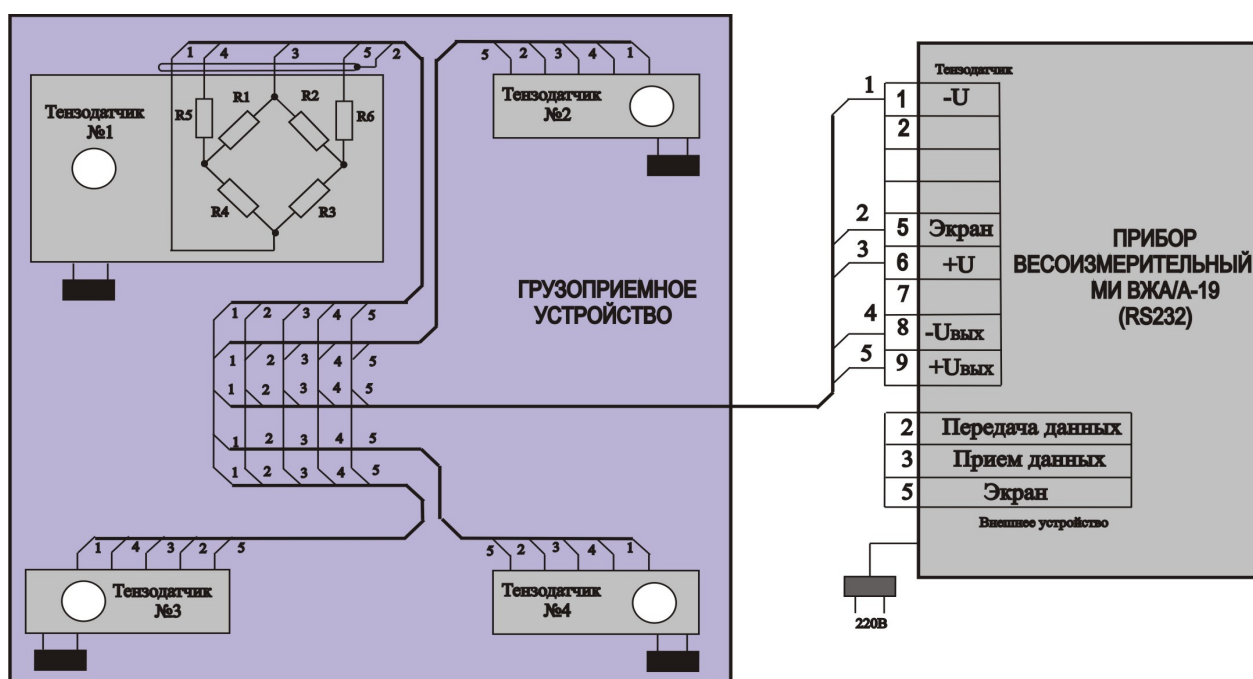 1 4 3 5 2
Тензодатчик
№1
R5
R1
R2
R6
R4
R3
5 2 3 4 1
Тензодатчик
№2
ГРУЗОПРИЕМНОЕ
УСТРОЙСТВО
1 2 3 4 5
1 2 3 4 5
1 2 3 4 5
1 2 3 4 5
1 2 3 4 5
1 4 3 2 5
Тензодатчик
№3
5 2 3 4 1
Тензодатчик
№4
Тензодатчик
1 1 -U
2
2 5 Экран
3 6 +U
7
4 8 -Uвых
5 9 +Uвых
2 Передача данных
3 Прием данных
5 Экран
Внешнее устройство
220В
ПРИБОР
ВЕСОИЗМЕРИТЕЛЬНЫЙ
МИ ВЖА/А-19
(RS232)